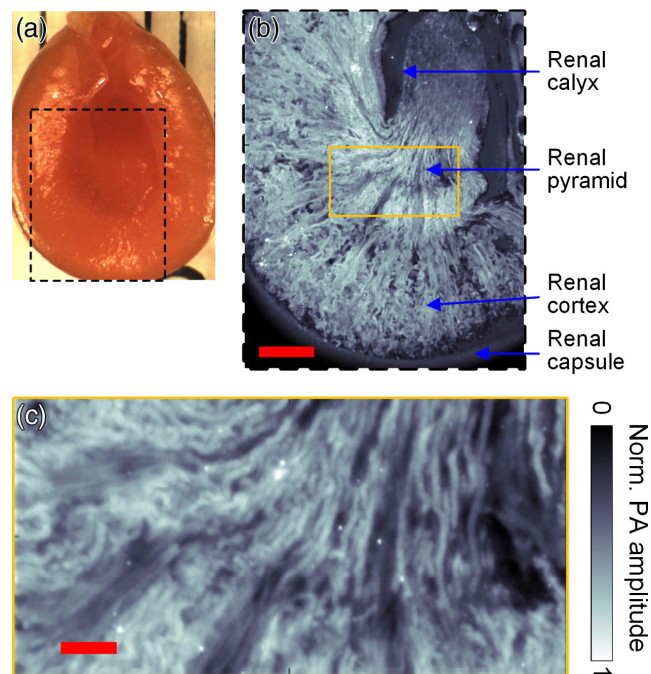 (a)
(b)
Renal
calyx
Renal
pyramid
Renal
cortex
Renal
capsule
(c)
0
Norm. PA amplitude
1